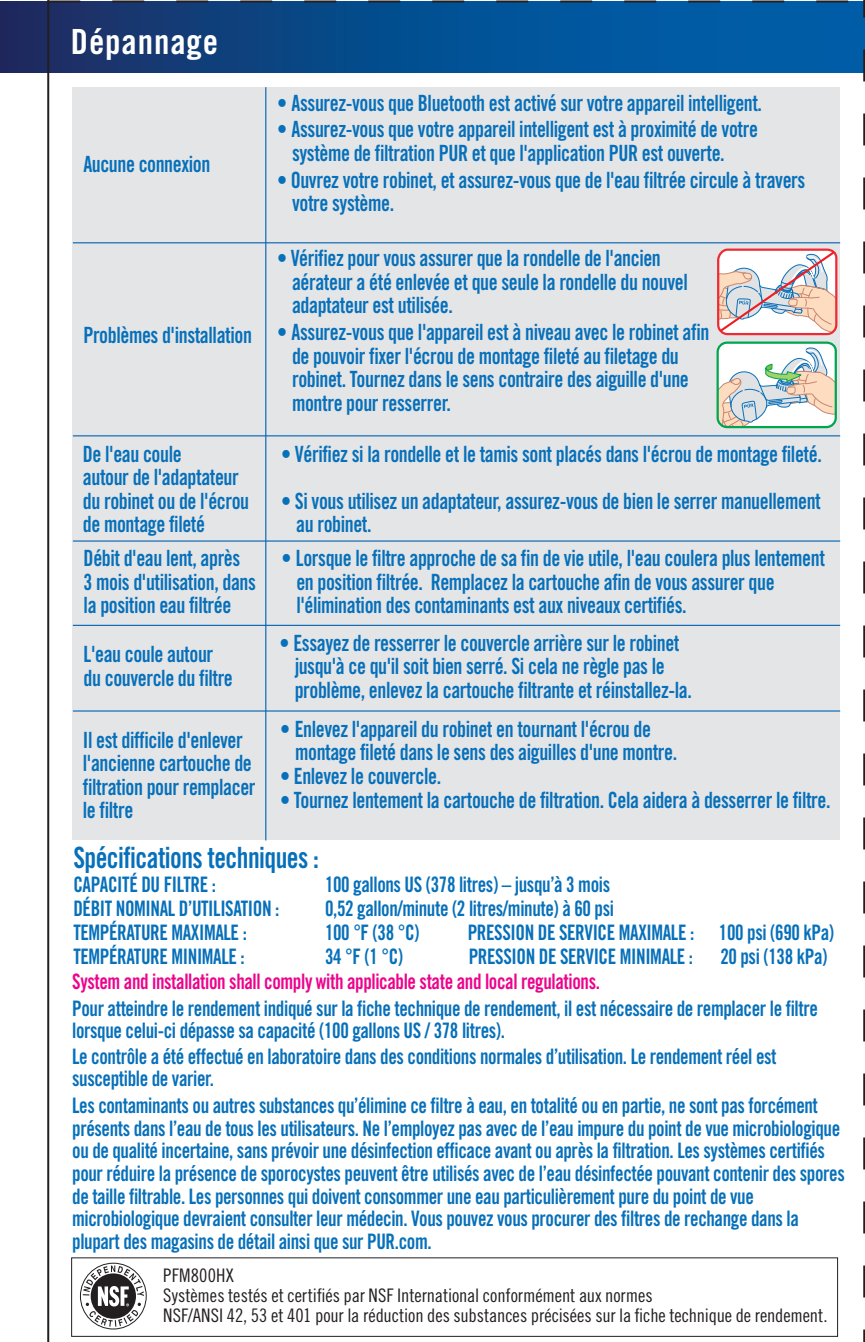 Dépannage
Aucune connexion
• Assurez-vous que Bluetooth est activé sur votre appareil intelligent.
• Assurez-vous que votre appareil intelligent est à proximité de votre
système de filtration PUR et que l'application PUR est ouverte.
• Ouvrez votre robinet, et assurez-vous que de l'eau filtrée circule à travers
votre système.
Problèmes d'installation
• Vérifiez pour vous assurer que la rondelle de l'ancien
aérateur a été enlevée et que seule la rondelle du nouvel
adaptateur est utilisée.
• Assurez-vous que l'appareil est à niveau avec le robinet afin
de pouvoir fixer l'écrou de montage fileté au filetage du
robinet. Tournez dans le sens contraire des aiguille d'une
montre pour resserrer.
PUR
PUR
De l'eau coule
autour de l'adaptateur
du robinet ou de l'écrou
de montage fileté
• Vérifiez si la rondelle et le tamis sont placés dans l'écrou de montage fileté.
• Si vous utilisez un adaptateur, assurez-vous de bien le serrer manuellement
au robinet.
Débit d'eau lent, après
3 mois d'utilisation, dans
la position eau filtrée
• Lorsque le filtre approche de sa fin de vie utile, l'eau coulera plus lentement
en position filtrée. Remplacez la cartouche afin de vous assurer que
l'élimination des contaminants est aux niveaux certifiés.
L'eau coule autour
du couvercle du filtre
• Essayez de resserrer le couvercle arrière sur le robinet
jusqu'à ce qu'il soit bien serré. Si cela ne règle pas le
problème, enlevez la cartouche filtrante et réinstallez-la.
Il est difficile d'enlever
l'ancienne cartouche de
filtration pour remplacer
le filtre
• Enlevez l'appareil du robinet en tournant l'écrou de
montage fileté dans le sens des aiguilles d'une montre.
• Enlevez le couvercle.
• Tournez lentement la cartouche de filtration. Cela aidera à desserrer le filtre.
Spécifications techniques :
CAPACITÉ DU FILTRE : 100 gallons US (378 litres) – jusqu'à 3 mois
DÉBIT NOMINAL D'UTILISATION : 0,52 gallon/minute (2 litres/minute) à 60 psi
TEMPÉRATURE MAXIMALE : 100 °F (38 °C) PRESSION DE SERVICE MAXIMALE : 100 psi (690 kPa)
TEMPÉRATURE MINIMALE : 34 °F (1 °C) PRESSION DE SERVICE MINIMALE : 20 psi (138 kPa)
System and installation shall comply with applicable state and local regulations.
Pour atteindre le rendement indiqué sur la fiche technique de rendement, il est nécessaire de remplacer le filtre
lorsque celui-ci dépasse sa capacité (100 gallons US / 378 litres).
Le contrôle a été effectué en laboratoire dans des conditions normales d'utilisation. Le rendement réel est
susceptible de varier.
Les contaminants ou autres substances qu'élimine ce filtre à eau, en totalité ou en partie, ne sont pas forcément
présents dans l'eau de tous les utilisateurs. Ne l'employez pas avec de l'eau impure du point de vue microbiologique
ou de qualité incertaine, sans prévoir une désinfection efficace avant ou après la filtration. Les systèmes certifiés
pour réduire la présence de sporocystes peuvent être utilisés avec de l'eau désinfectée pouvant contenir des spores
de taille filtrable. Les personnes qui doivent consommer une eau particulièrement pure du point de vue
microbiologique devraient consulter leur médecin. Vous pouvez vous procurer des filtres de rechange dans la
plupart des magasins de détail ainsi que sur PUR.com.
INDEPENDENTLY
NSF
CERTIFIED
PFM800HX
Systèmes testés et certifiés par NSF International conformément aux normes
NSF/ANSI 42, 53 et 401 pour la réduction des substances précisées sur la fiche technique de rendement.